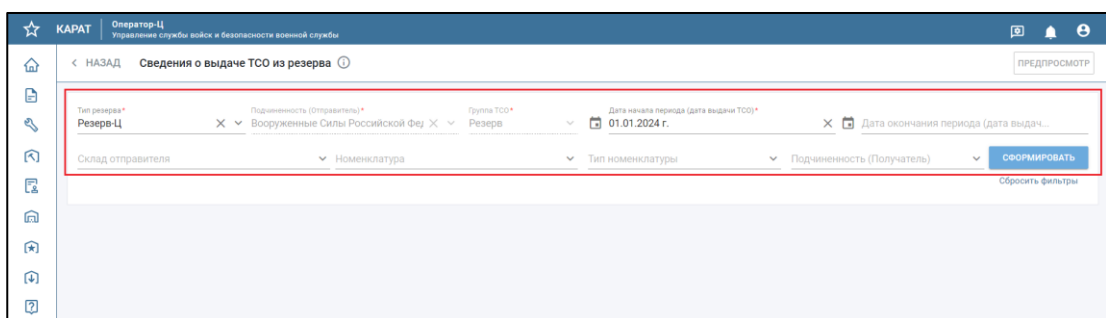 КАРАТ
Оператор-Ц
Управление службы войск и безопасности военной службы
< НАЗАД Сведения о выдаче ТСО из резерва
ПРЕДПРОСМОТР
Тип резерва* Подчиненность (Отправитель)* Группа ТСО* Дата начала периода (дата выдачи ТСО)*
Резерв-Ц Вооруженные Силы Российской Фед Резерв 01.01.2024 г. Дата окончания периода (дата выдач...
Склад отправителя Номенклатура Тип номенклатуры Подчиненность (Получатель) СФОРМИРОВАТЬ
Сбросить фильтры